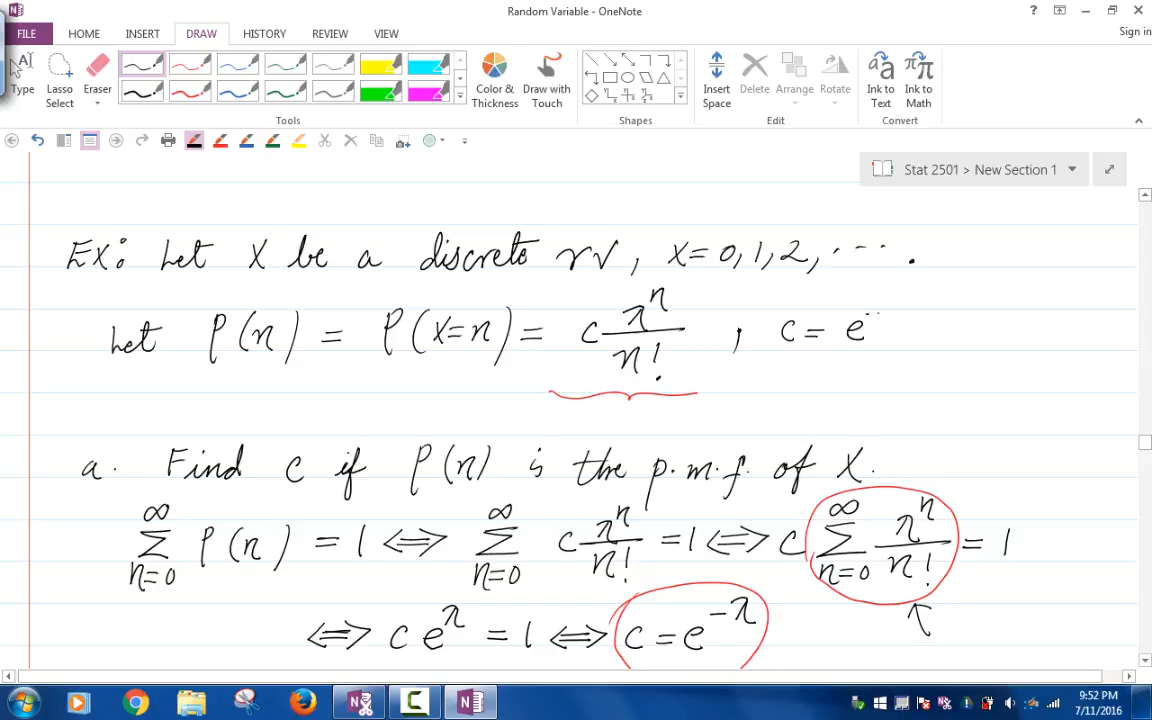 Random Variable - OneNote
Sign in
FILE HOME INSERT DRAW HISTORY REVIEW VIEW
Type Lasso Select Eraser Color & Thickness Draw with Touch Insert Space Delete Arrange Rotate Ink to Text Ink to Math
Tools Shapes Edit Convert
Stat 2501 > New Section 1
EX: Let X be a discrete rv, x=0,1,2, ... .
Let P(n) = P(X=n) = c λ^n / n! , c = e
a. Find c if P(n) is the p.m.f. of X.
∞ Σ n=0 P(n) = 1 ⟺ ∞ Σ n=0 c λ^n / n! = 1 ⟺ c ∞ Σ n=0 λ^n / n! = 1
⟺ c e^λ = 1 ⟺ c = e^-λ
9:52 PM
7/11/2016